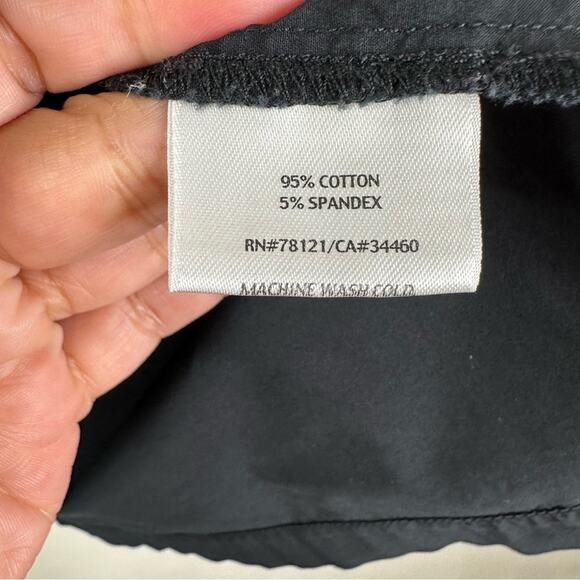 95% COTTON
5% SPANDEX
RN#78121/CA#34460
MACHINE WASH COLD